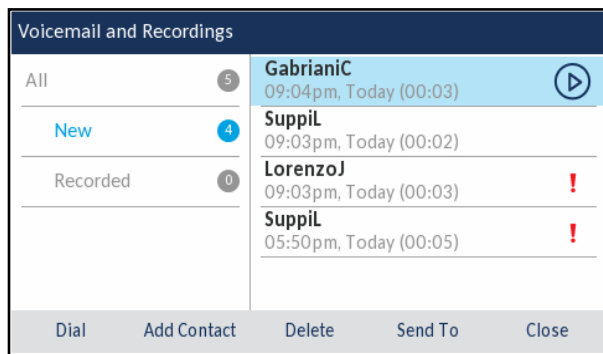 Voicemail and Recordings
All 5
New 4
Recorded 0
GabrianiC
09:04pm, Today (00:03)
SuppiL
09:03pm, Today (00:02)
LorenzoJ
09:03pm, Today (00:03)
!
SuppiL
05:50pm, Today (00:05)
!
Dial Add Contact Delete Send To Close